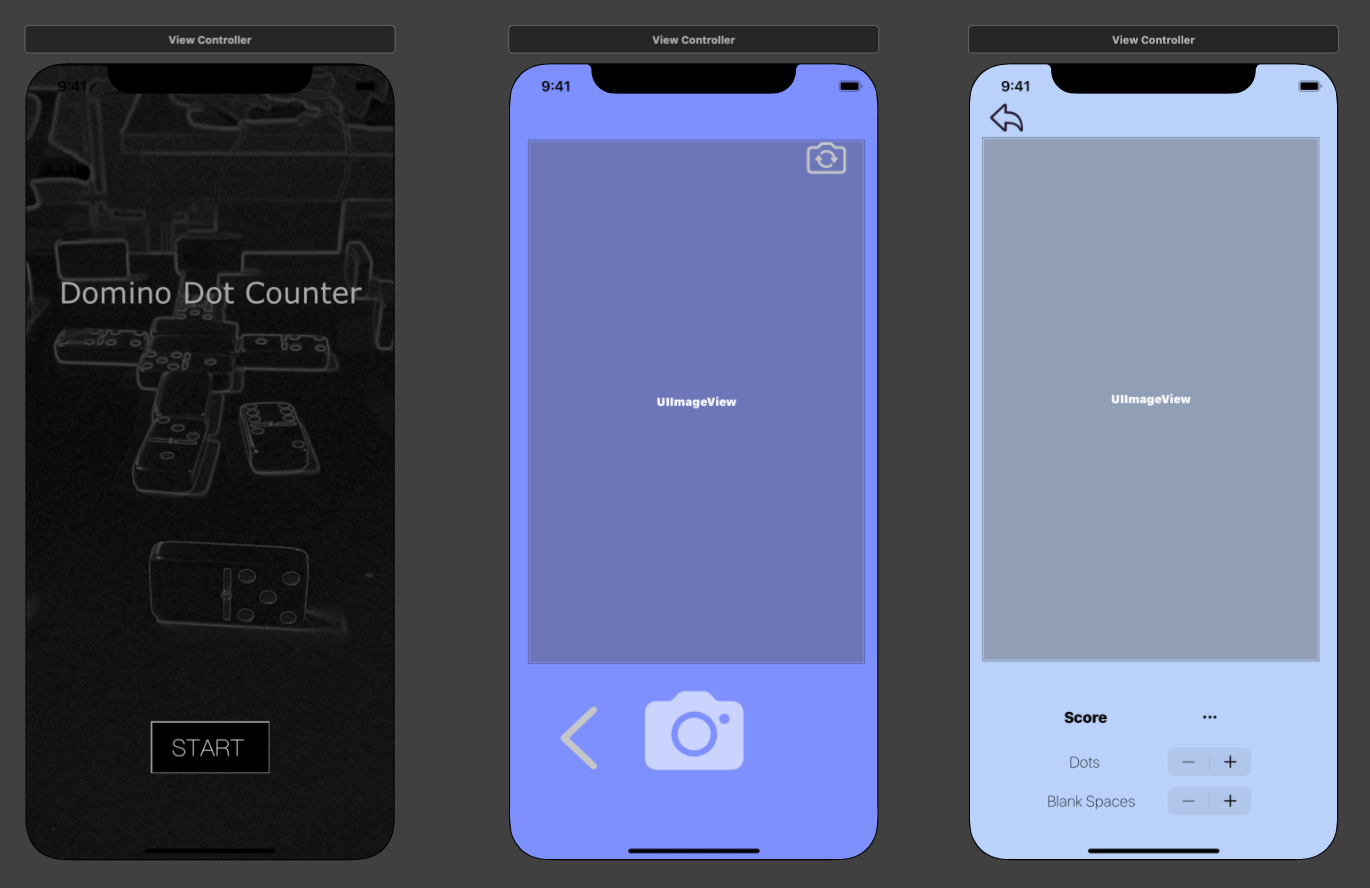 View Controller
9:41
Domino Dot Counter
START
View Controller
9:41
UIImageView
View Controller
9:41
UIImageView
Score ...
Dots − +
Blank Spaces − +